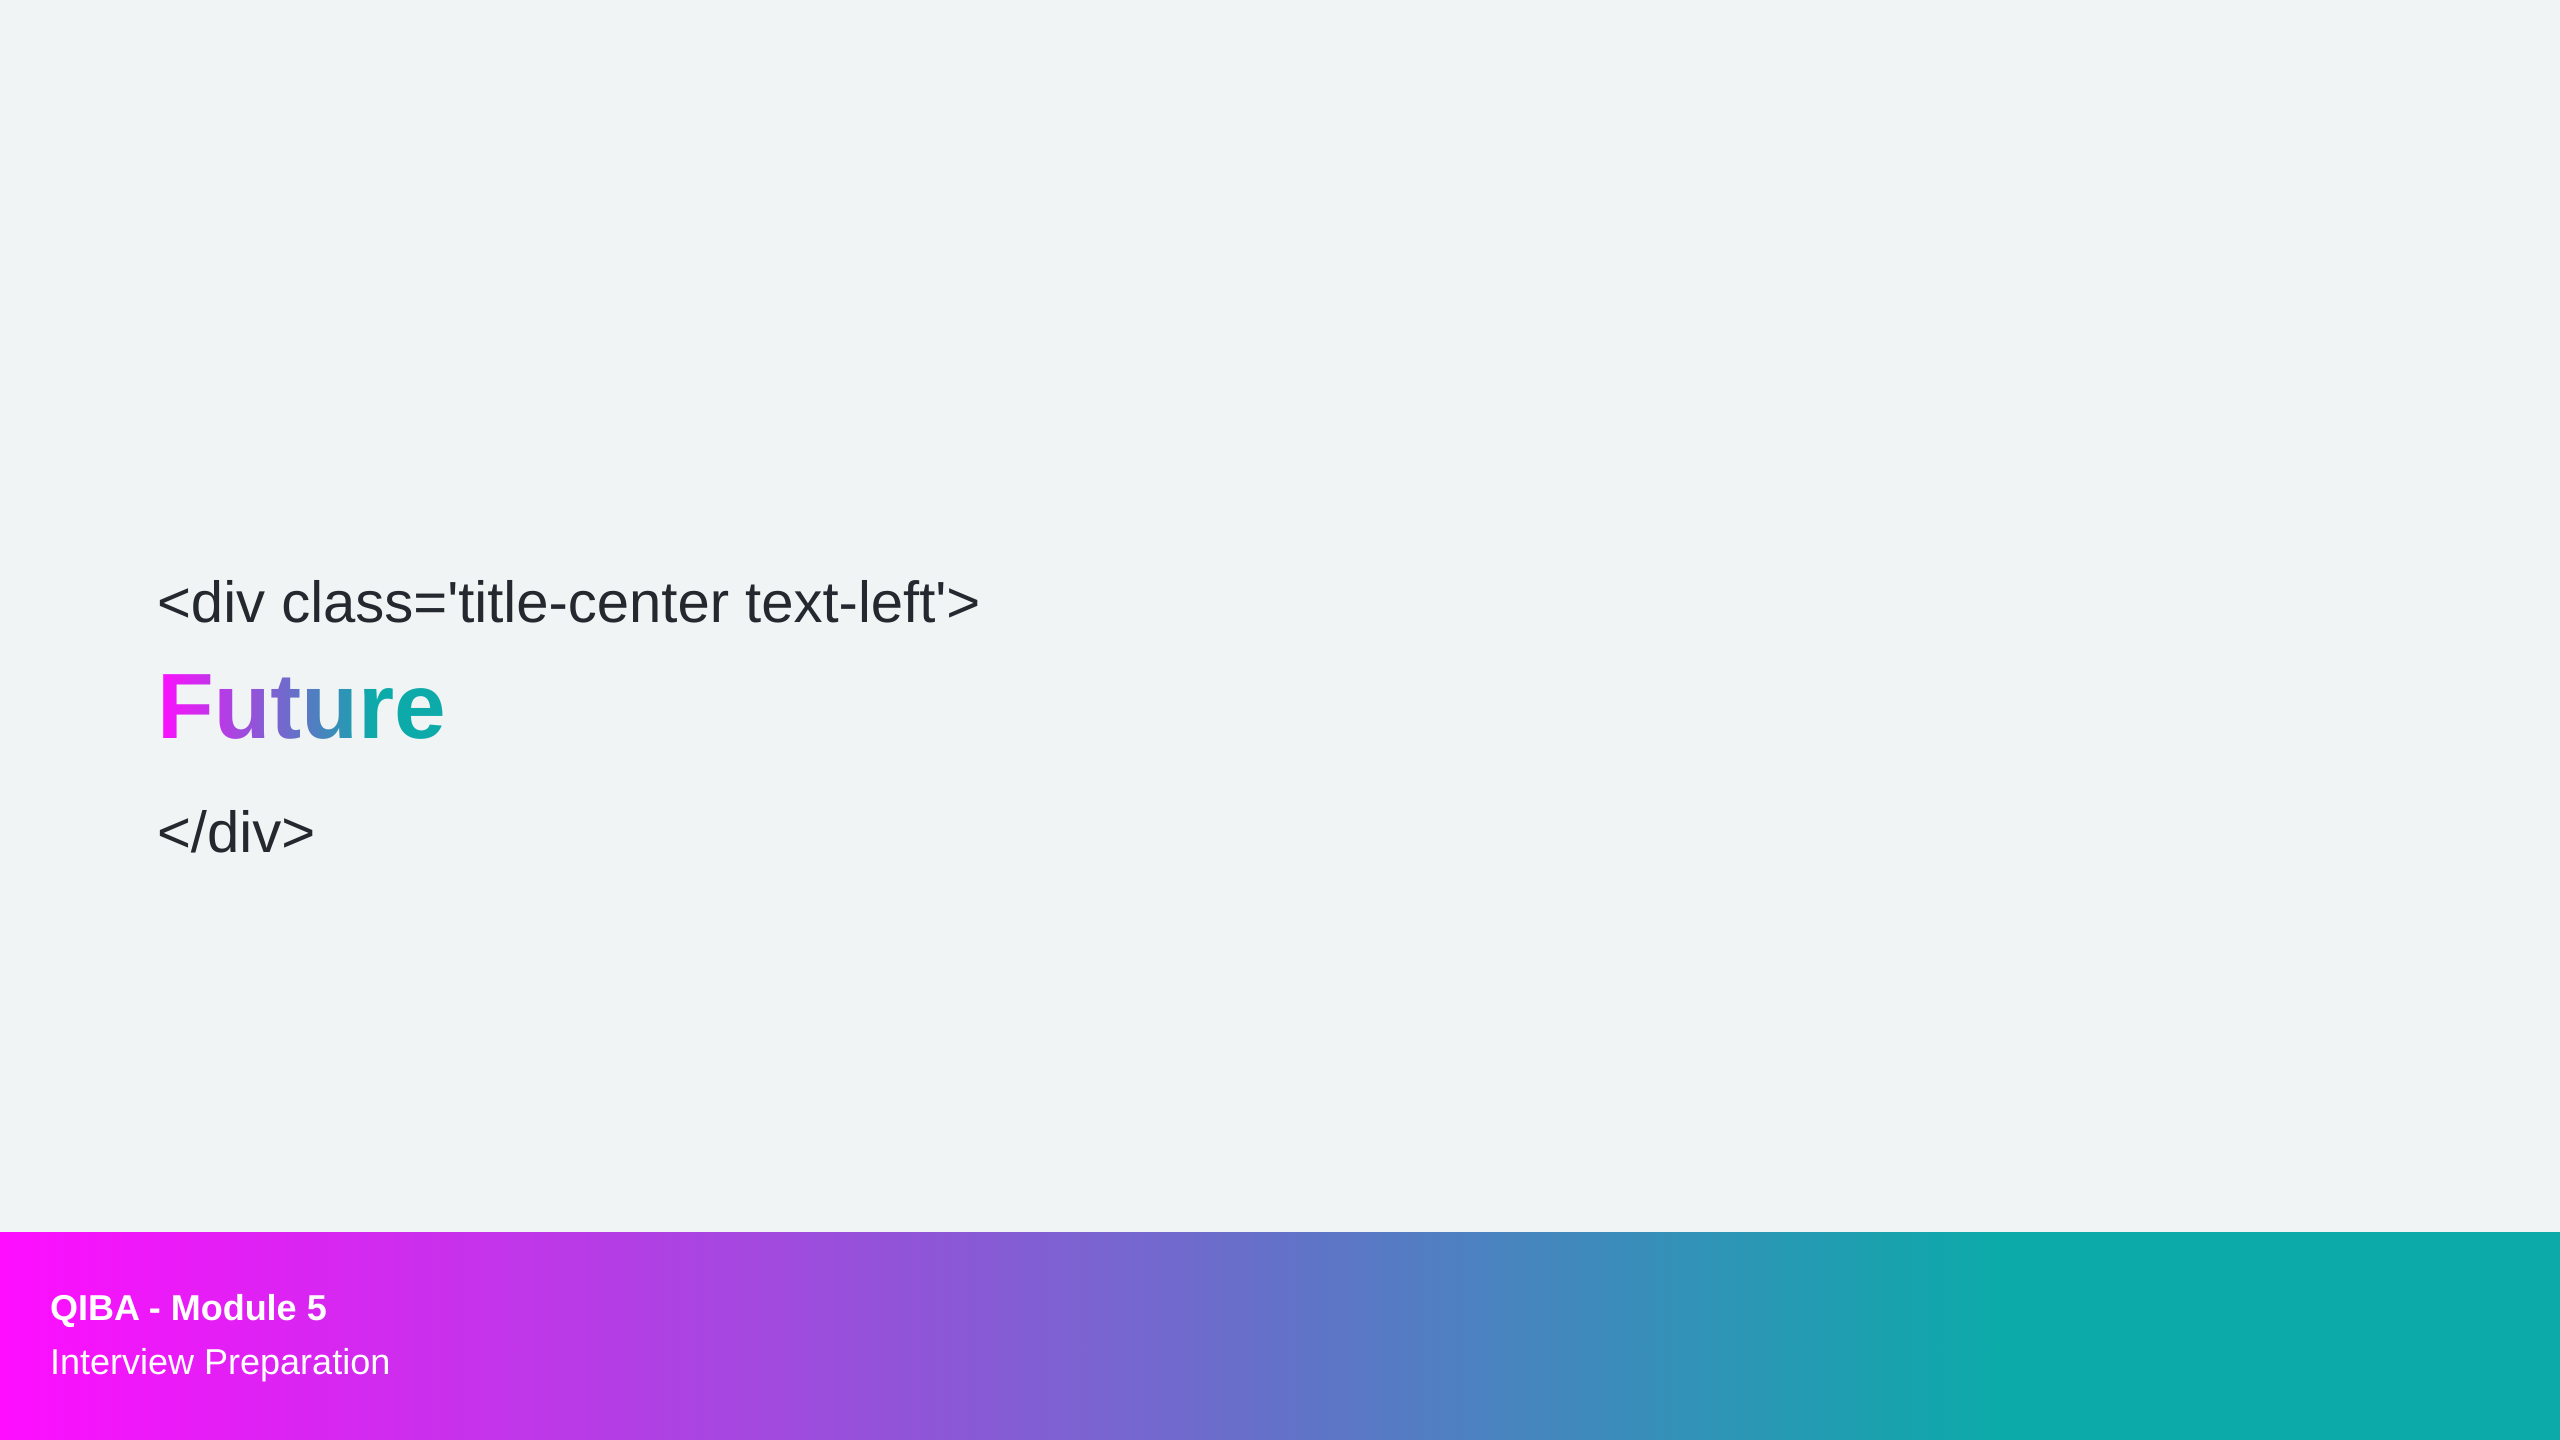 <div class='title-center text-left'>
Future
</div>
QIBA - Module 5
Interview Preparation